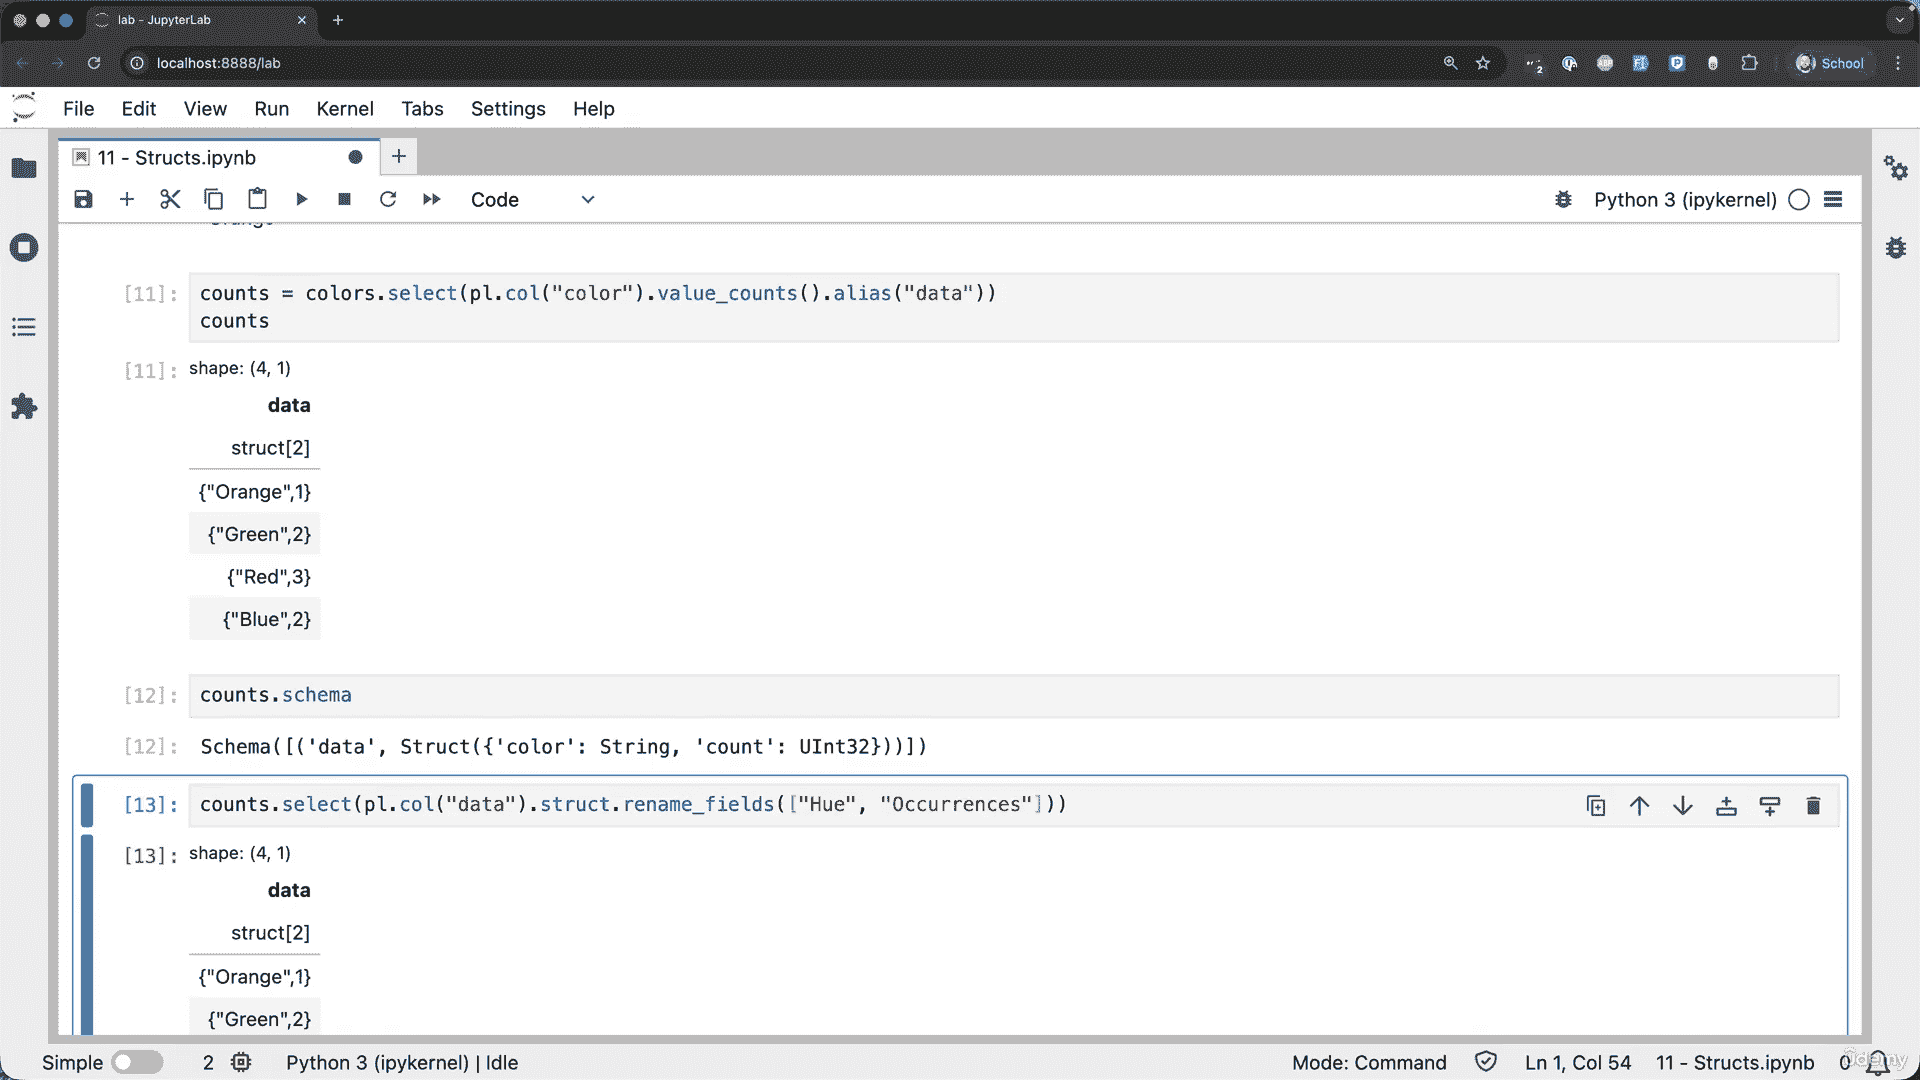 lab - JupyterLab
localhost:8888/lab
2
School
File Edit View Run Kernel Tabs Settings Help
11 - Structs.ipynb
Code
Python 3 (ipykernel)
[11]: counts = colors.select(pl.col("color").value_counts().alias("data"))
counts
[11]: shape: (4, 1)
data
struct[2]
{"Orange",1}
{"Green",2}
{"Red",3}
{"Blue",2}
[12]: counts.schema
[12]: Schema([('data', Struct({'color': String, 'count': UInt32}))])
[13]: counts.select(pl.col("data").struct.rename_fields(["Hue", "Occurrences"]))
[13]: shape: (4, 1)
data
struct[2]
{"Orange",1}
{"Green",2}
Simple 2 Python 3 (ipykernel) | Idle Mode: Command Ln 1, Col 54 11 - Structs.ipynb 0
udemy